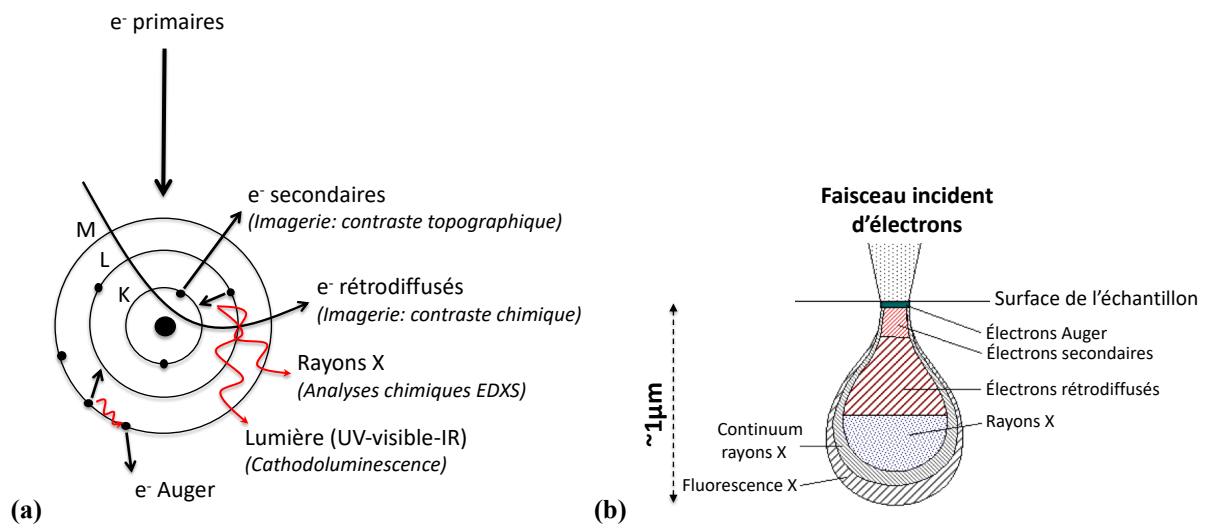 e- primaires
e- secondaires
(Imagerie: contraste topographique)
M
L
K
e- rétrodiffusés
(Imagerie: contraste chimique)
Rayons X
(Analyses chimiques EDXS)
Lumière (UV-visible-IR)
(Cathodoluminescence)
e- Auger
(a)
Faisceau incident
d'électrons
Surface de l'échantillon
Électrons Auger
Électrons secondaires
Électrons rétrodiffusés
Rayons X
Continuum
rayons X
Fluorescence X
~1µm
(b)